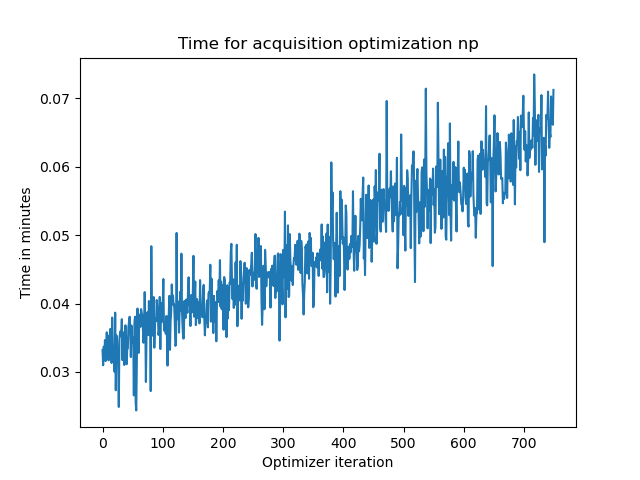 Time for acquisition optimization np
0.07
0.06
0.05
0.04
0.03
Time in minutes
0 100 200 300 400 500 600 700
Optimizer iteration